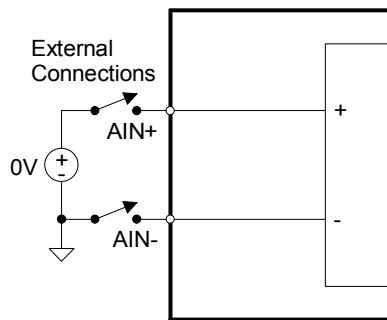 External
Connections
AIN+
+
0V
+
-
-
AIN-